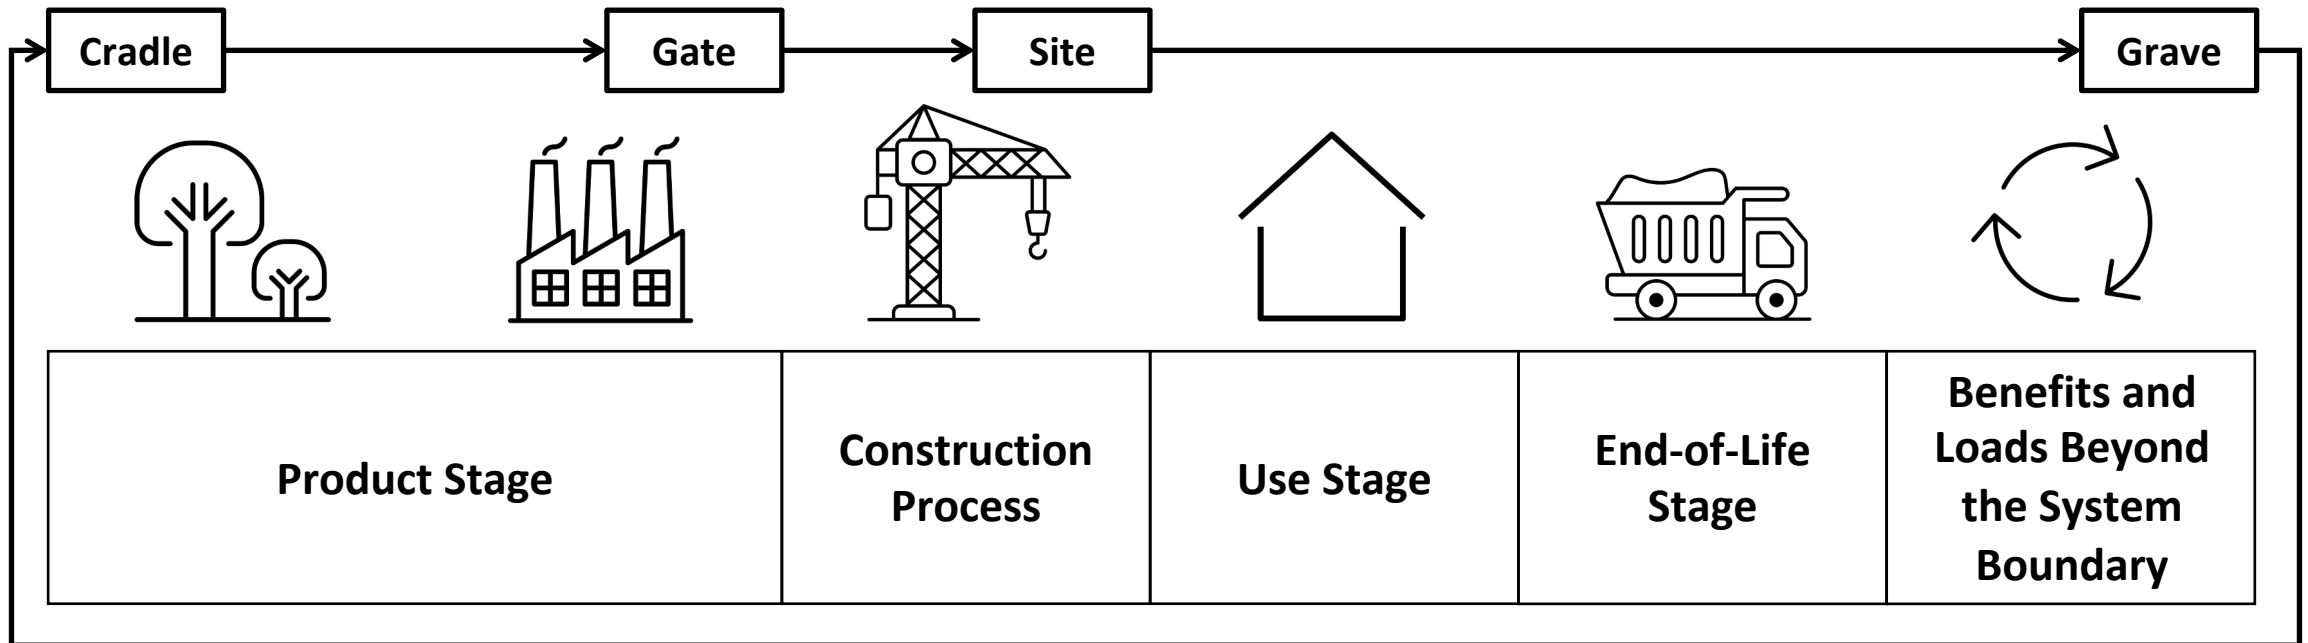 Cradle
Gate
Site
Grave
Product Stage
Construction
Process
Use Stage
End-of-Life
Stage
Benefits and
Loads Beyond
the System
Boundary